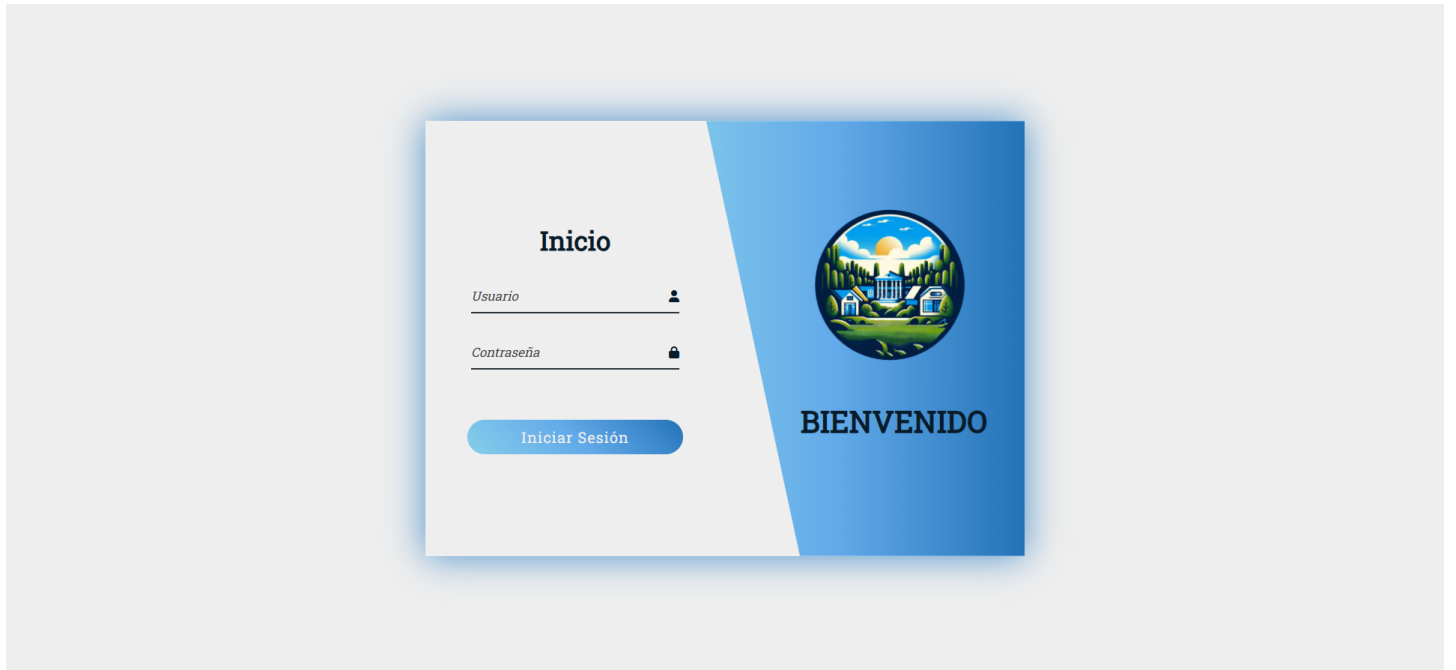 Inicio
Usuario
Contraseña
Iniciar Sesión
BIENVENIDO